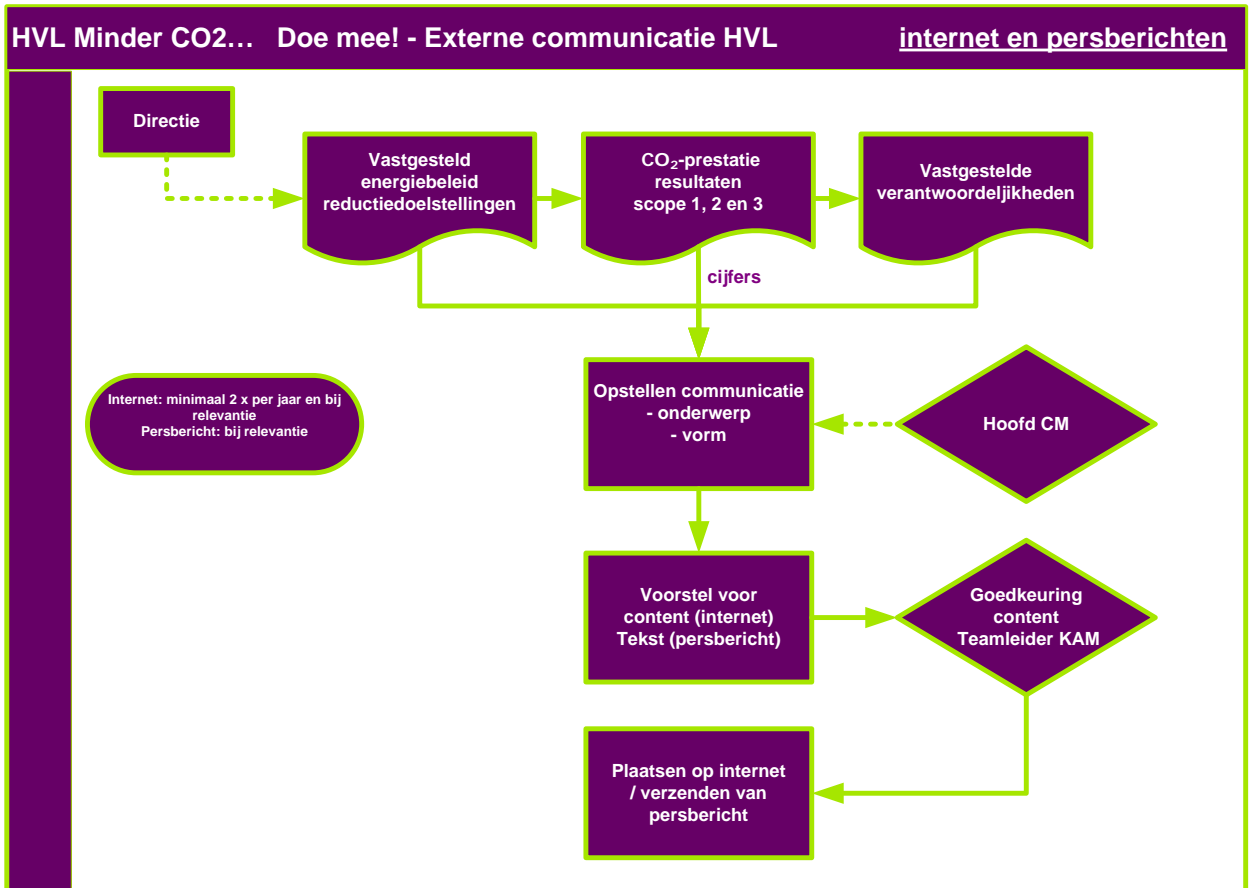 HVL Minder CO2… Doe mee! - Externe communicatie HVL internet en persberichten
Directie
Vastgesteld
energiebeleid
reductiedoelstellingen
CO₂-prestatie
resultaten
scope 1, 2 en 3
Vastgestelde
verantwoordeljikheden
cijfers
Opstellen communicatie
- onderwerp
- vorm
Hoofd CM
Internet: minimaal 2 x per jaar en bij
relevantie
Persbericht: bij relevantie
Voorstel voor
content (internet)
Tekst (persbericht)
Goedkeuring
content
Teamleider KAM
Plaatsen op internet
/ verzenden van
persbericht